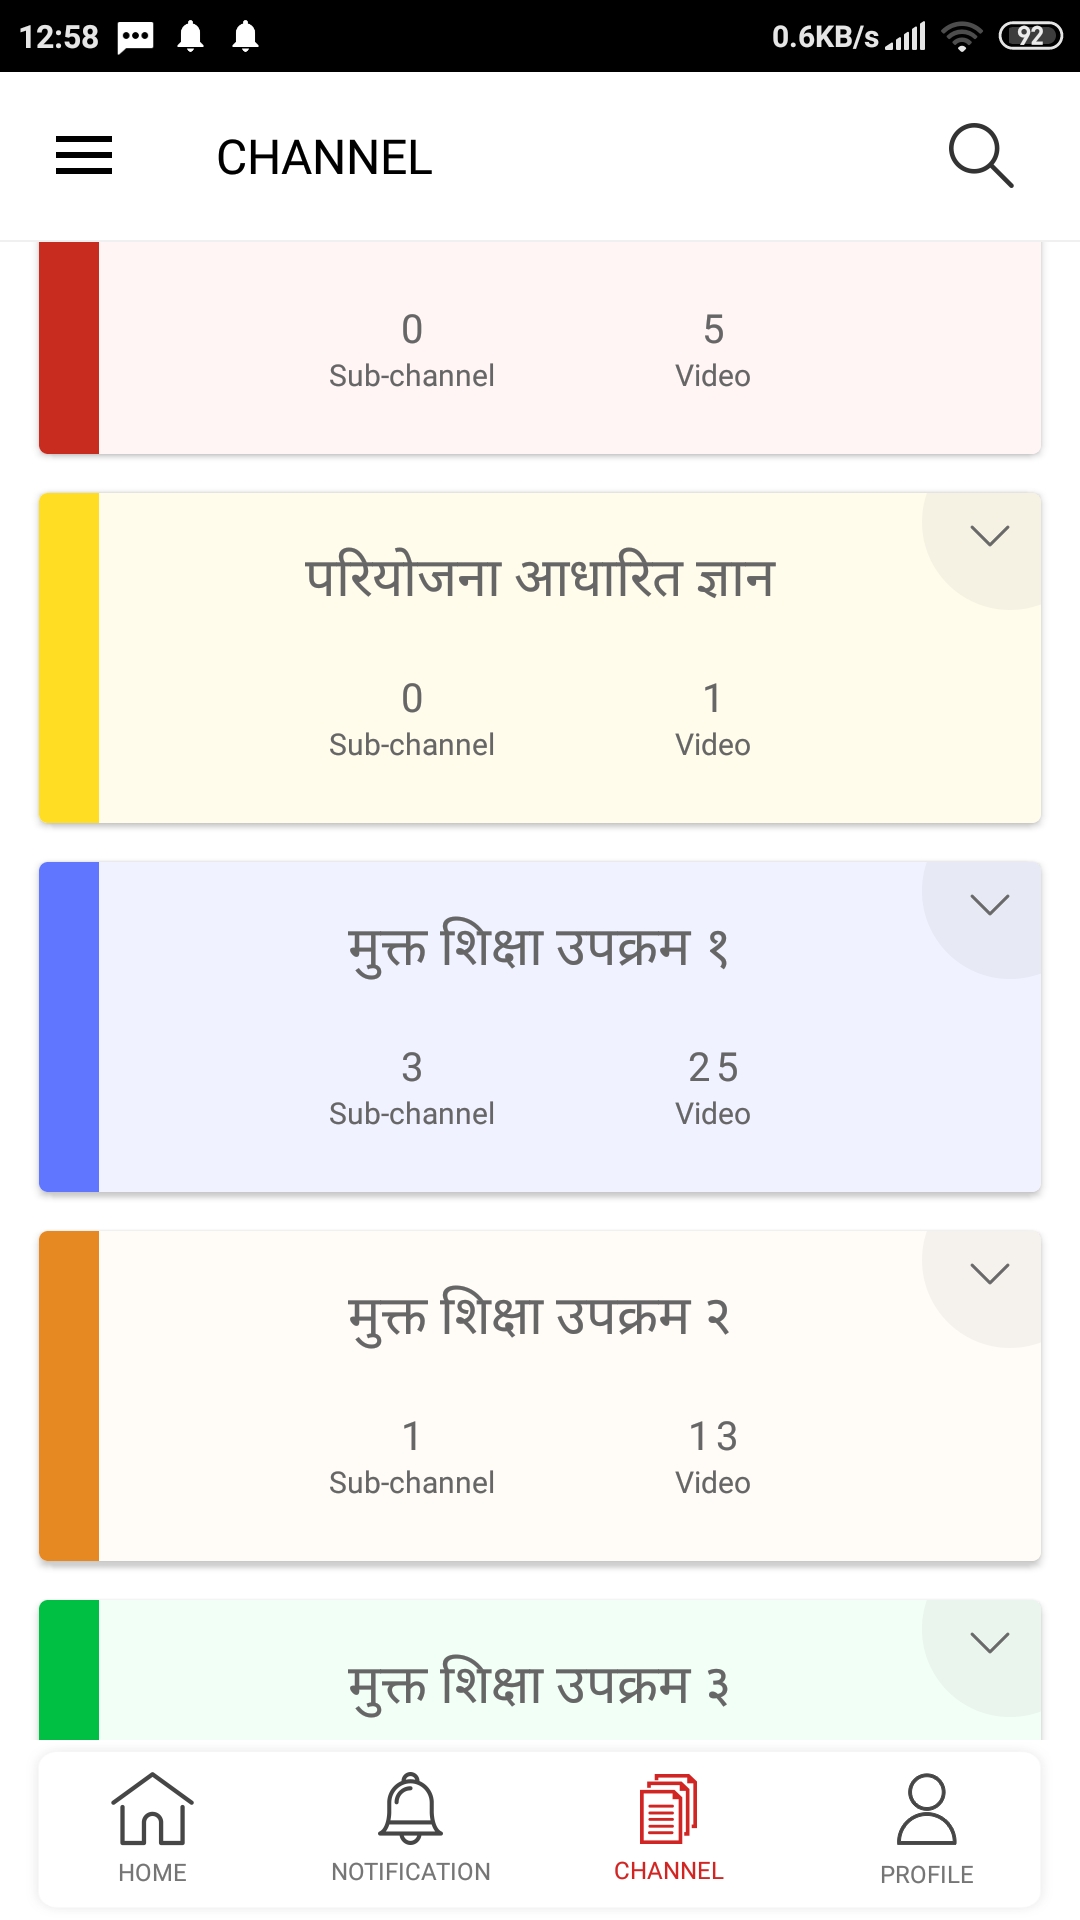 12:58 0.6KB/s 92
CHANNEL
0 5
Sub-channel Video
परियोजना आधारित ज्ञान
0 1
Sub-channel Video
मुक्त शिक्षा उपक्रम १
3 25
Sub-channel Video
मुक्त शिक्षा उपक्रम २
1 13
Sub-channel Video
मुक्त शिक्षा उपक्रम ३
HOME NOTIFICATION CHANNEL PROFILE